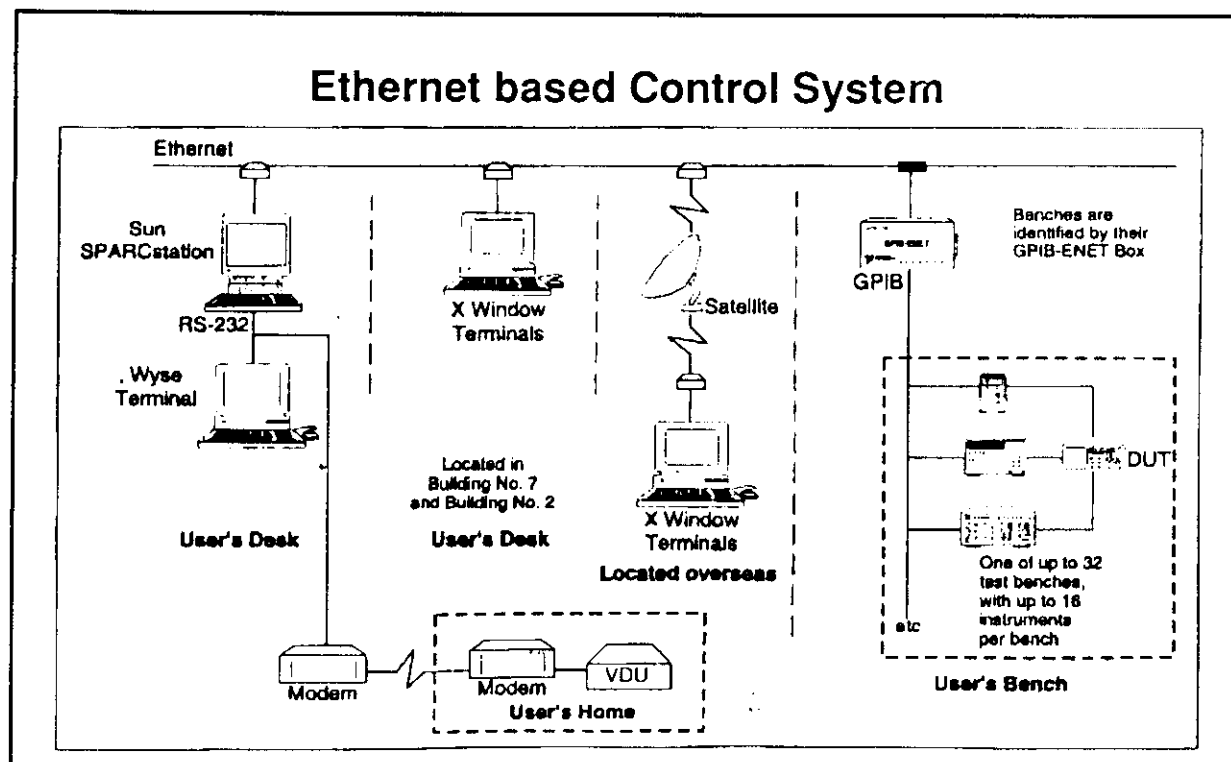 Ethernet based Control System
Ethernet
Sun
SPARCstation
RS-232
Wyse
Terminal
User's Desk
X Window
Terminals
Located in
Building No. 7
and Building No. 2
User's Desk
Satellite
X Window
Terminals
Located overseas
GPIB-ENET
GPIB
Benches are
identified by their
GPIB-ENET Box
DUT
One of up to 32
test benches,
with up to 16
instruments
per bench
etc
User's Bench
Modem
Modem
VDU
User's Home